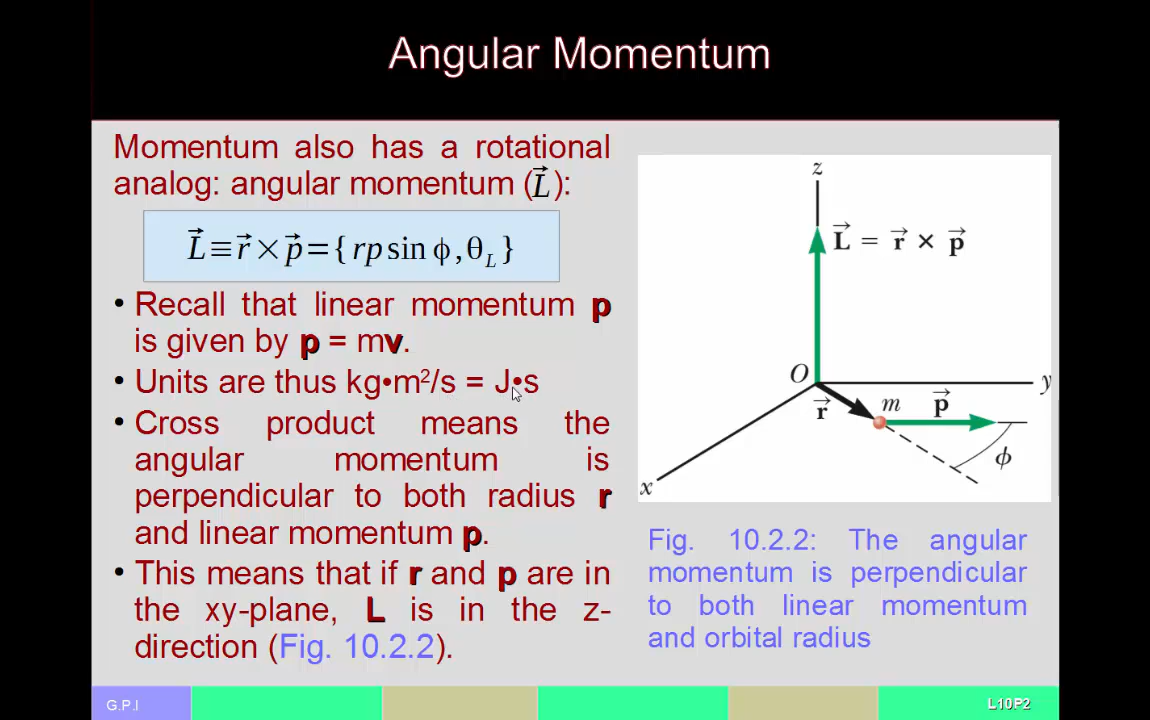 Angular Momentum
Momentum also has a rotational
analog: angular momentum (L⃗):
L⃗≡r⃗×p⃗={rp sin ϕ,θL}
• Recall that linear momentum p
is given by p = mv.
• Units are thus kg•m²/s = J•s
• Cross product means the
angular momentum is
perpendicular to both radius r
and linear momentum p.
• This means that if r and p are in
the xy-plane, L is in the z-
direction (Fig. 10.2.2).
z
L⃗ = r⃗ × p⃗
O
y
r⃗
m
p⃗
ϕ
x
Fig. 10.2.2: The angular
momentum is perpendicular
to both linear momentum
and orbital radius
G.P.I
L10P2